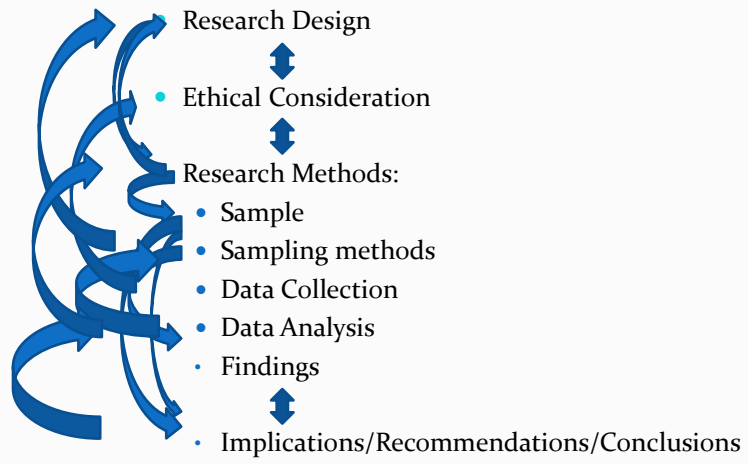 Research Design
Ethical Consideration
Research Methods:
Sample
Sampling methods
Data Collection
Data Analysis
Findings
Implications/Recommendations/Conclusions